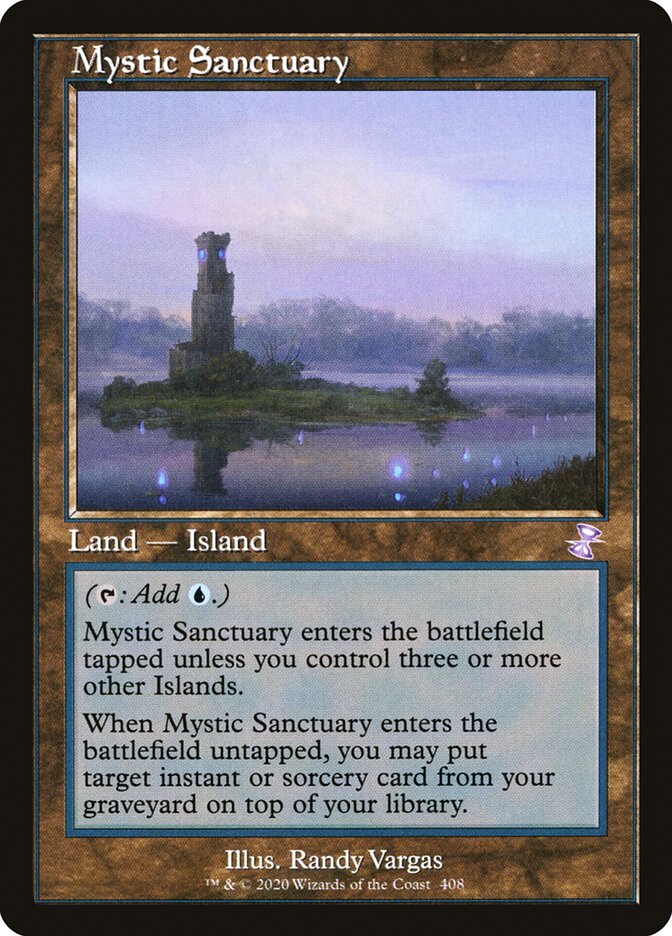 Mystic Sanctuary
Land — Island
(: Add .)
Mystic Sanctuary enters the battlefield
tapped unless you control three or more
other Islands.
When Mystic Sanctuary enters the
battlefield untapped, you may put
target instant or sorcery card from your
graveyard on top of your library.
Illus. Randy Vargas
™ & © 2020 Wizards of the Coast 408